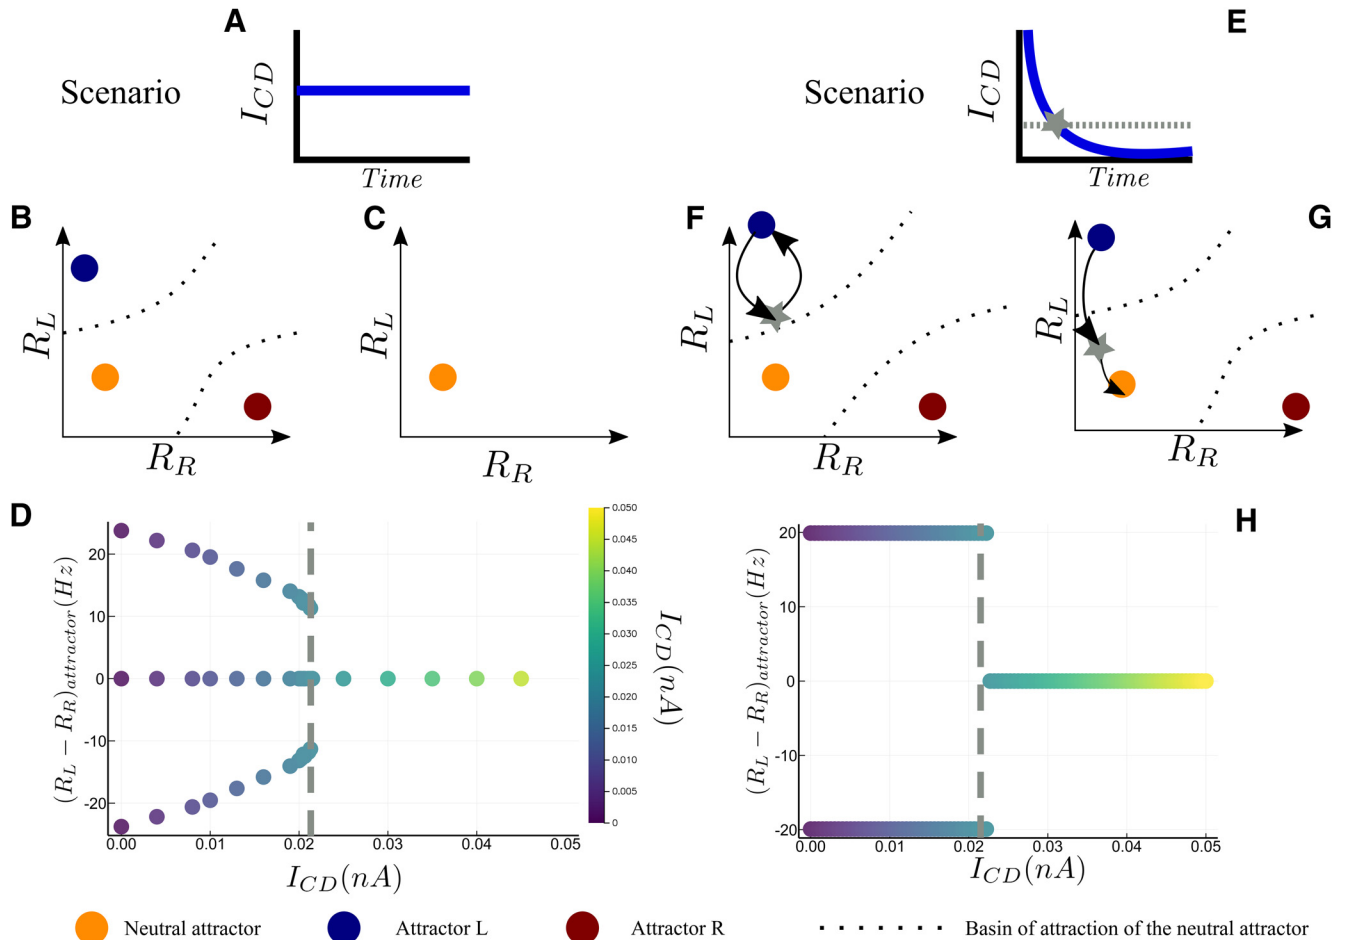 A
Scenario
I_CD
Time
E
Scenario
I_CD
Time
B
R_L
R_R
C
R_L
R_R
F
R_L
R_R
G
R_L
R_R
D
(R_L − R_R)_attractor(Hz)
20
10
0
-10
-20
0.00 0.01 0.02 0.03 0.04 0.05
I_CD(nA)
0.050
0.045
0.040
0.035
0.030
0.025
0.020
0.015
0.010
0.005
0
I_CD(nA)
H
(R_L − R_R)_attractor(Hz)
20
10
0
-10
-20
0.00 0.01 0.02 0.03 0.04 0.05
I_CD(nA)
Neutral attractor Attractor L Attractor R Basin of attraction of the neutral attractor